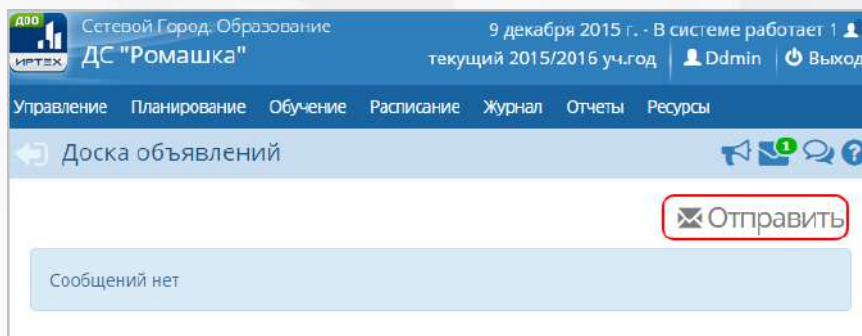 ДОО
ИРТЕХ
Сетевой Город. Образование
9 декабря 2015 г. - В системе работает 1
ДС "Ромашка"
текущий 2015/2016 уч.год Ddmin Выход
Управление Планирование Обучение Расписание Журнал Отчеты Ресурсы
Доска объявлений
1 ?
Отправить
Сообщений нет